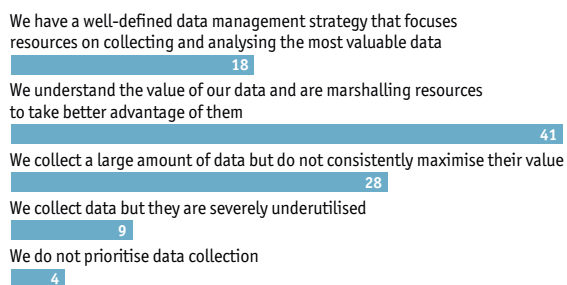 We have a well-defined data management strategy that focuses
resources on collecting and analysing the most valuable data
18
We understand the value of our data and are marshalling resources
to take better advantage of them
41
We collect a large amount of data but do not consistently maximise their value
28
We collect data but they are severely underutilised
9
We do not prioritise data collection
4